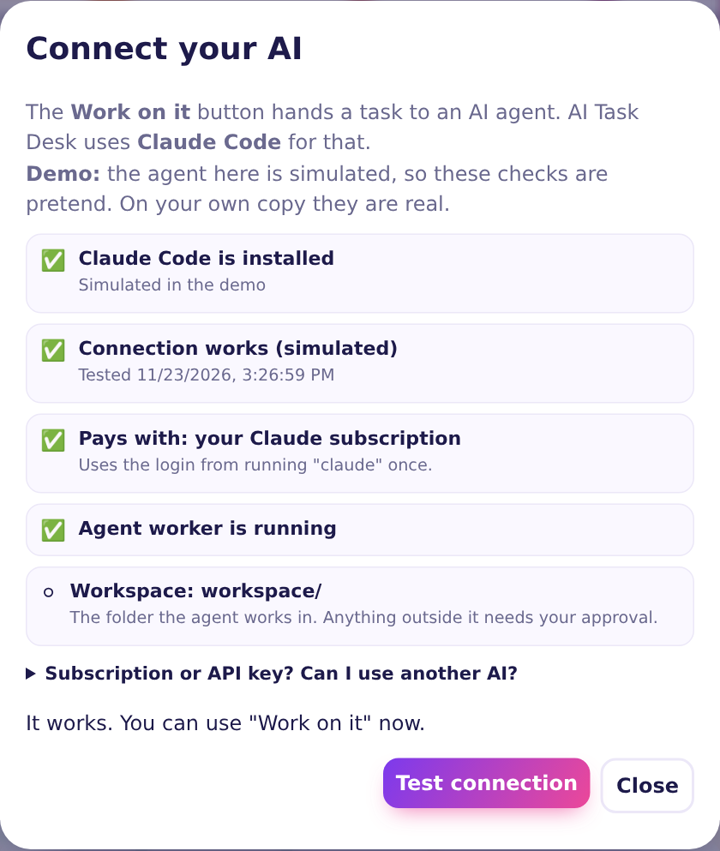 Connect your AI
The Work on it button hands a task to an AI agent. AI Task
Desk uses Claude Code for that.
Demo: the agent here is simulated, so these checks are
pretend. On your own copy they are real.
Claude Code is installed
Simulated in the demo
Connection works (simulated)
Tested 11/23/2026, 3:26:59 PM
Pays with: your Claude subscription
Uses the login from running "claude" once.
Agent worker is running
Workspace: workspace/
The folder the agent works in. Anything outside it needs your approval.
Subscription or API key? Can I use another AI?
It works. You can use "Work on it" now.
Test connection
Close